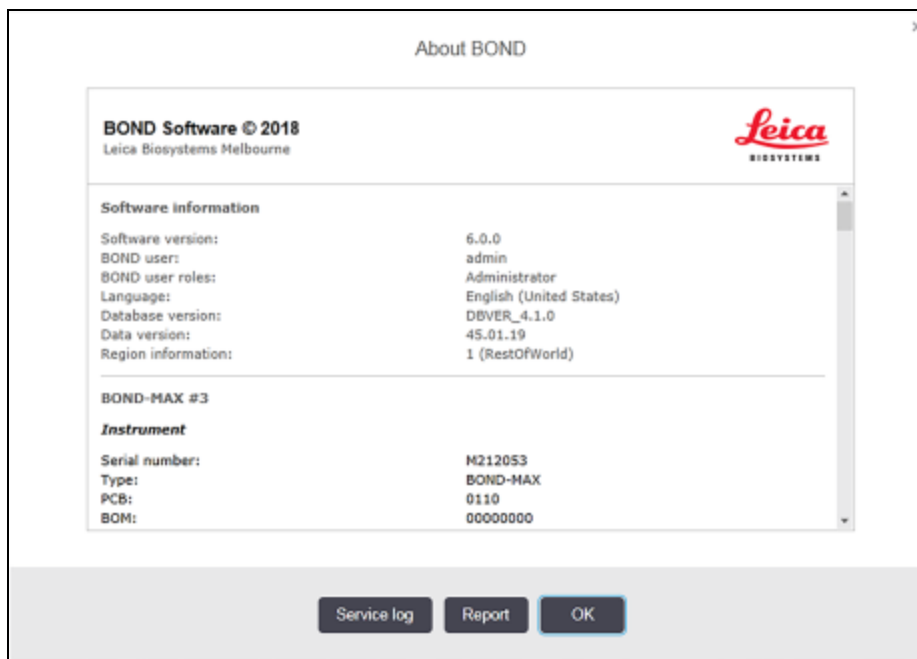 About BOND
BOND Software © 2018
Leica Biosystems Melbourne
Leica
BIOSYSTEMS
Software information
Software version: 6.0.0
BOND user: admin
BOND user roles: Administrator
Language: English (United States)
Database version: DBVER_4.1.0
Data version: 45.01.19
Region information: 1 (RestOfWorld)
BOND-MAX #3
Instrument
Serial number: M212053
Type: BOND-MAX
PCB: 0110
BOM: 00000000
Service log Report OK